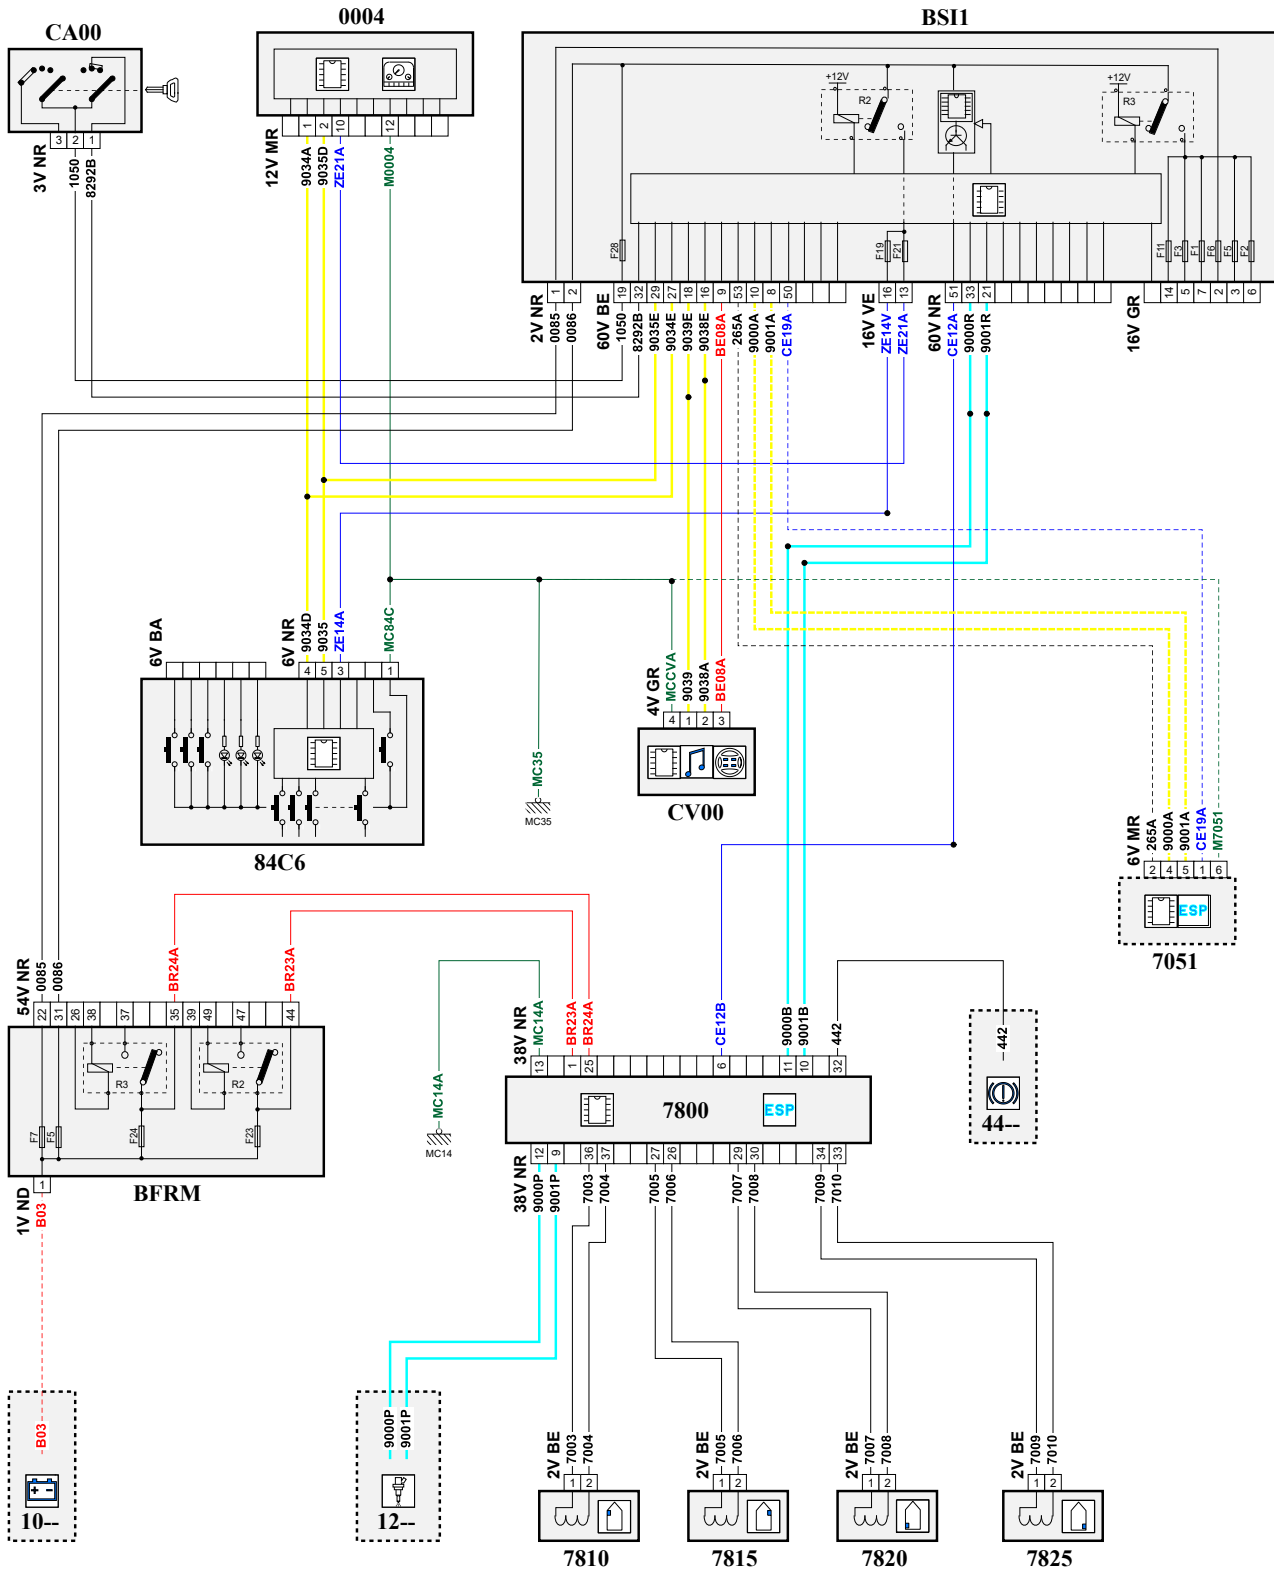 CA00
0004
BSI1
+12V
R2
+12V
R3
F28
F19
F21
F11
F3
F1
F6
F5
F2
3 2 1
3V NR
1050
8292B
1 2 10 12
12V MR
9034A
9035D
ZE21A
M0004
1 2
2V NR
0085
0086
19 32 29 27 18 16 9 53 10 8 50
60V BE
1050
8292B
9035E
9034E
9039E
9038E
BE08A
265A
9000A
9001A
CE19A
16 13
16V VE
ZE14V
ZE21A
51 33 21
60V NR
CE12A
9000R
9001R
14 5 7 2 3 6
16V GR
6V BA
6V NR
9034D
9035
ZE14A
MC84C
4 5 3 1
84C6
MC35
MC35
4V GR
MCCVA
9039
9038A
BE08A
4 1 2 3
CV00
6V MR
265A
9000A
9001A
CE19A
M7051
2 4 5 1 6
ESP
7051
54V NR
0085
0086
BR24A
BR23A
22 31 26 38 37 35 39 49 47 44
R3
R2
F7
F5
F24
F23
BFRM
1
1V ND
B03
B03
10--
MC14A
MC14
38V NR
MC14A
BR23A
BR24A
CE12B
9000B
9001B
442
13 1 25 6 11 10 32
7800
ESP
442
44--
12 9 36 37 27 26 29 30 34 33
38V NR
9000P
9001P
7003
7004
7005
7006
7007
7008
7009
7010
9000P
9001P
12--
2V BE
7003
7004
1 2
7810
2V BE
7005
7006
1 2
7815
2V BE
7007
7008
1 2
7820
2V BE
7009
7010
1 2
7825